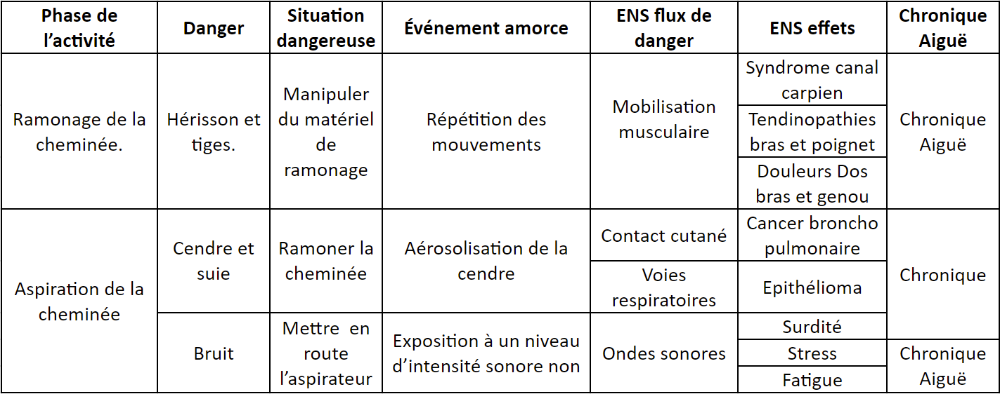 Phase de
l’activité
Danger
Situation
dangereuse
Événement amorce
ENS flux de
danger
ENS effets
Chronique
Aiguë
Ramonage de la
cheminée.
Hérisson et
tiges.
Manipuler
du matériel
de
ramonage
Répétition des
mouvements
Mobilisation
musculaire
Syndrome canal
carpien
Tendinopathies
bras et poignet
Douleurs Dos
bras et genou
Chronique
Aiguë
Aspiration de la
cheminée
Cendre et
suie
Ramoner la
cheminée
Aérosolisation de la
cendre
Contact cutané
Cancer broncho
pulmonaire
Voies
respiratoires
Epithélioma
Chronique
Bruit
Mettre  en
route
l’aspirateur
Exposition à un niveau
d’intensité sonore non
Ondes sonores
Surdité
Stress
Fatigue
Chronique
Aiguë